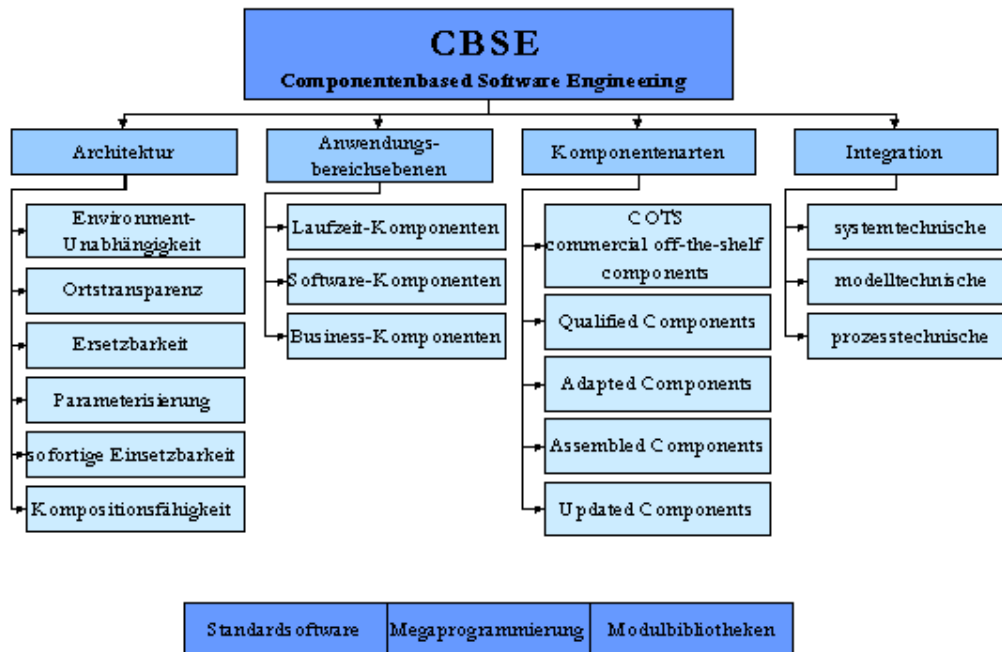 CBSE
Componentenbased Software Engineering
Architektur
Environment-
Unabhängigkeit
Ortstransparenz
Ersetzbarkeit
Parameterisierung
sofortige Einsetzbarkeit
Kompositionsfähigkeit
Anwendungs-
bereichsebenen
Laufzeit-Komponenten
Software-Komponenten
Business-Komponenten
Komponentenarten
COTS
commercial off-the-shelf
components
Qualified Components
Adapted Components
Assembled Components
Updated Components
Integration
systemtechnische
modelltechnische
prozesstechnische
Standardsoftware
Megaprogrammierung
Modulbibliotheken